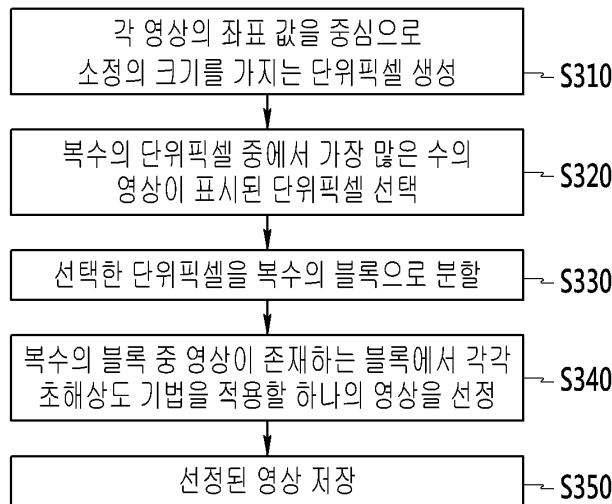 각 영상의 좌표 값을 중심으로
소정의 크기를 가지는 단위픽셀 생성
S310
복수의 단위픽셀 중에서 가장 많은 수의
영상이 표시된 단위픽셀 선택
S320
선택한 단위픽셀을 복수의 블록으로 분할
S330
복수의 블록 중 영상이 존재하는 블록에서 각각
초해상도 기법을 적용할 하나의 영상을 선정
S340
선정된 영상 저장
S350